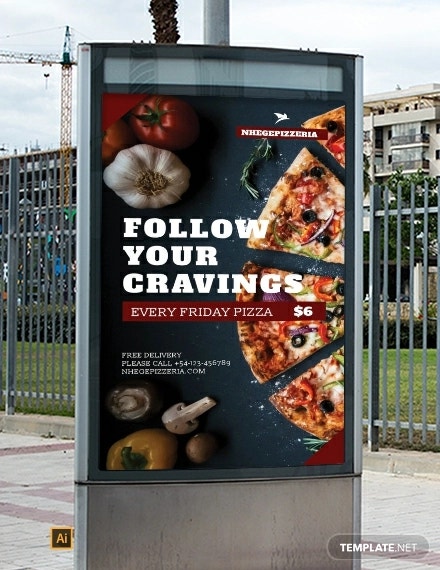 NHEGEPIZZERIA
FOLLOW
YOUR
CRAVINGS
EVERY FRIDAY PIZZA $6
FREE DELIVERY
PLEASE CALL +54-123-456789
NHEGEPIZZERIA.COM
Ai
TEMPLATE.NET